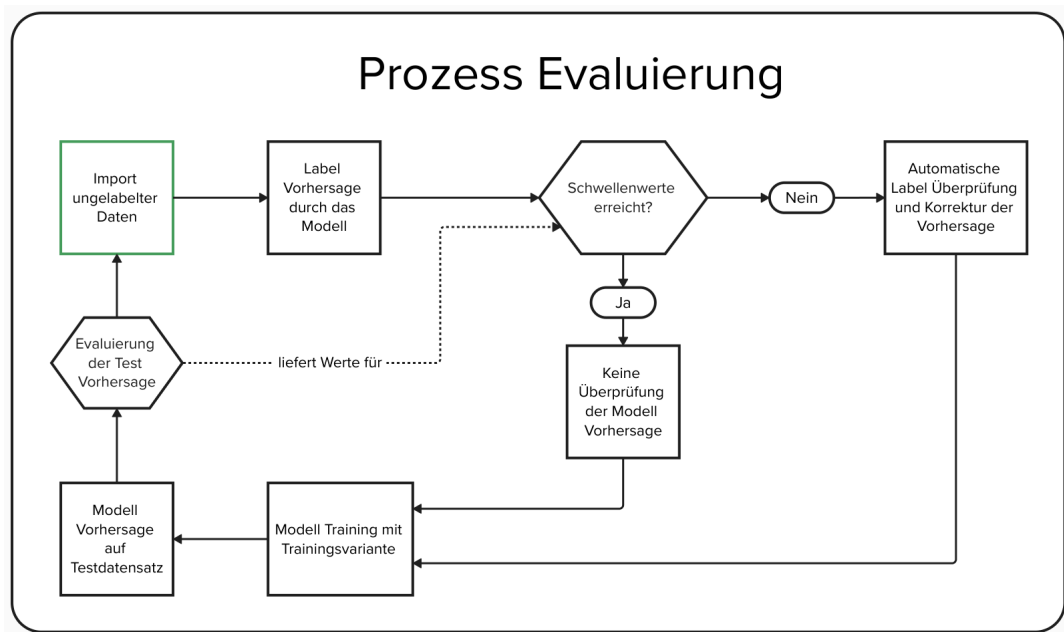 Prozess Evaluierung
Import
ungelabelter
Daten
Label
Vorhersage
durch das
Modell
Schwellenwerte
erreicht?
Nein
Automatische
Label Überprüfung
und Korrektur der
Vorhersage
Ja
Evaluierung
der Test
Vorhersage
liefert Werte für
Keine
Überprüfung
der Modell
Vorhersage
Modell
Vorhersage
auf
Testdatensatz
Modell Training mit
Trainingsvariante